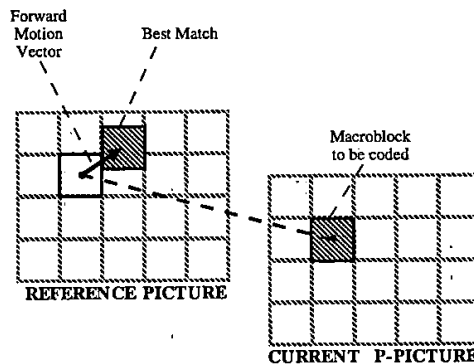 Forward
Motion
Vector
Best Match
Macroblock
to be coded
REFERENCE PICTURE
CURRENT P-PICTURE